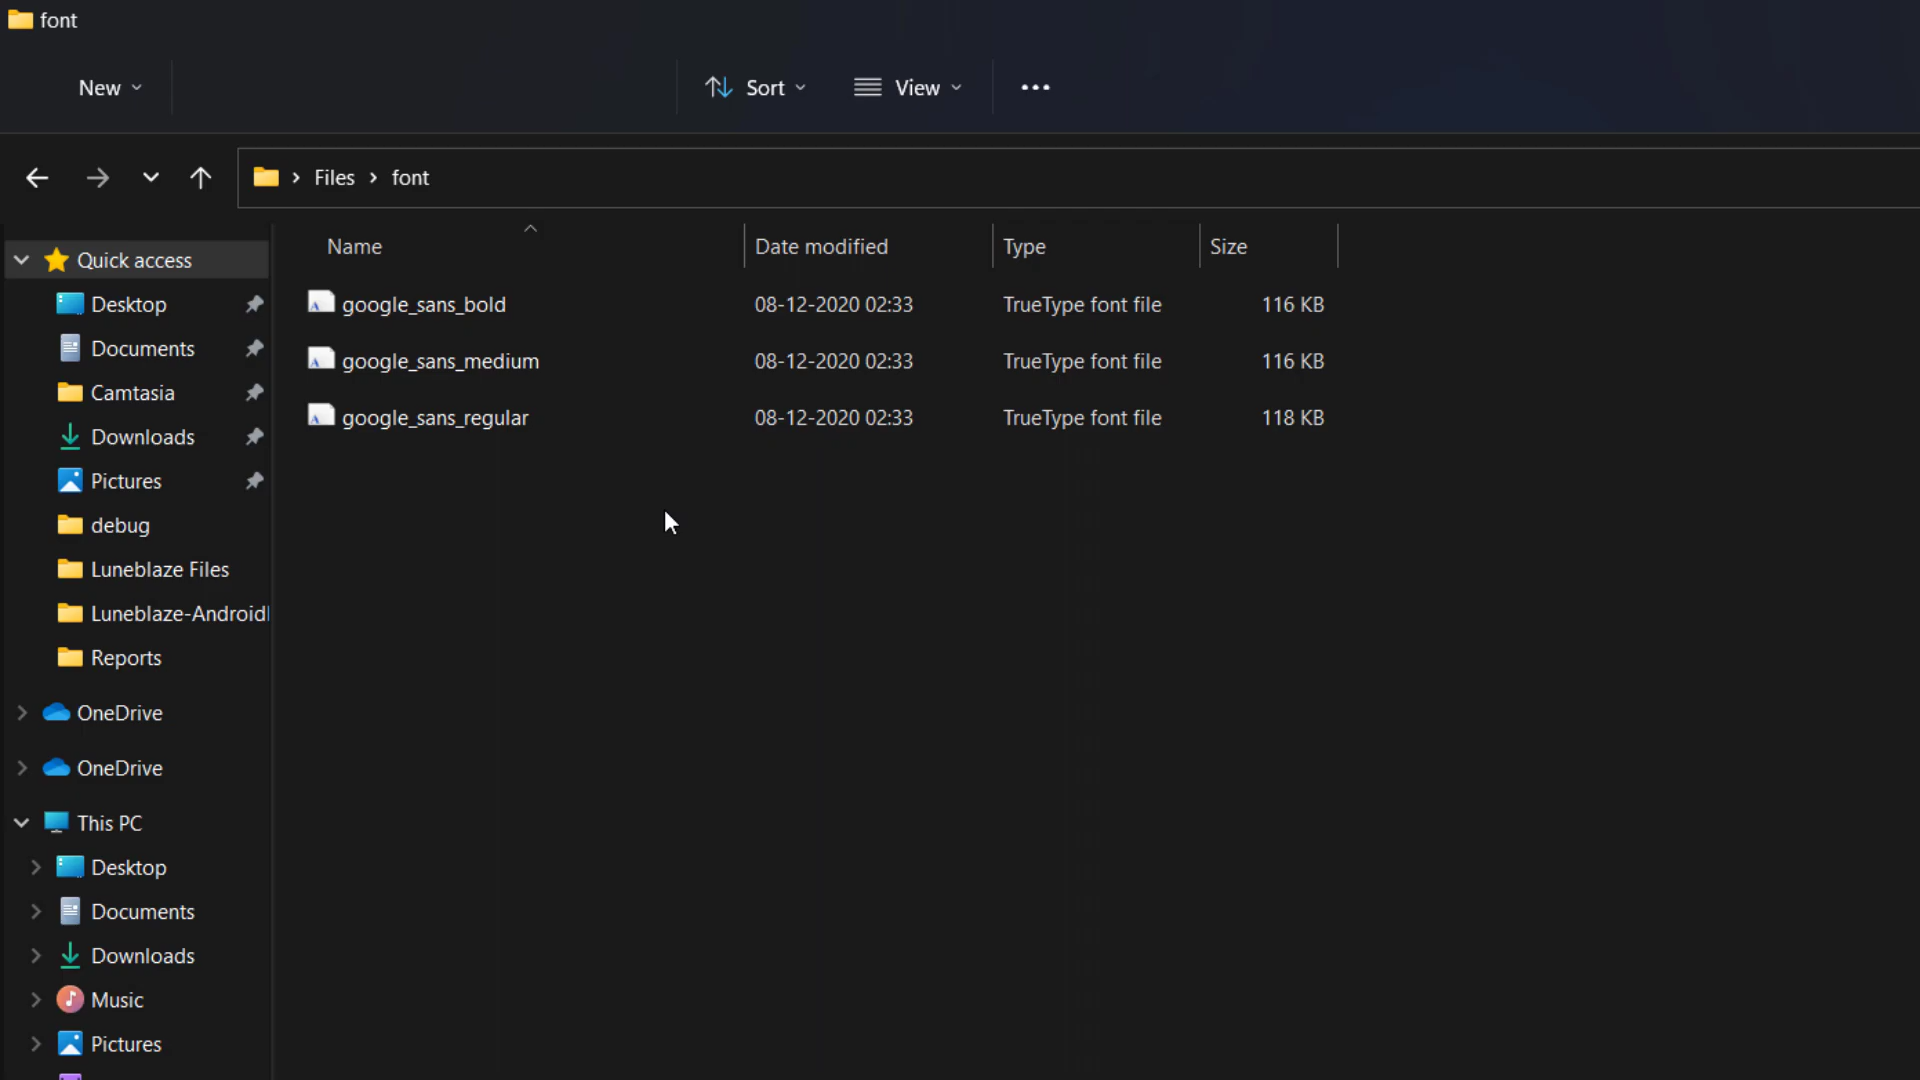 font
New
Sort
View
Files > font
Name
Date modified
Type
Size
Quick access
Desktop
Documents
Camtasia
Downloads
Pictures
debug
Luneblaze Files
Luneblaze-Android
Reports
OneDrive
OneDrive
This PC
Desktop
Documents
Downloads
Music
Pictures
google_sans_bold 08-12-2020 02:33 TrueType font file 116 KB
google_sans_medium 08-12-2020 02:33 TrueType font file 116 KB
google_sans_regular 08-12-2020 02:33 TrueType font file 118 KB